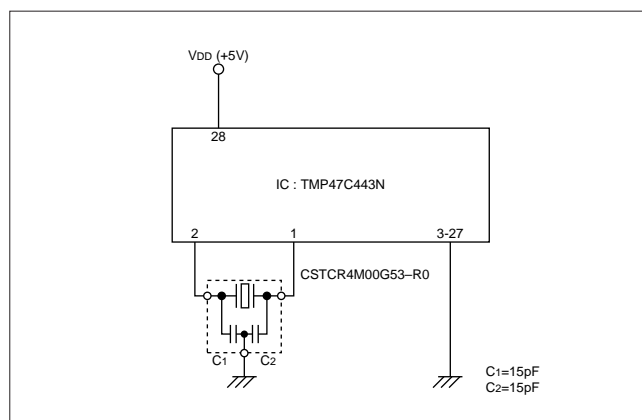 VDD (+5V)
28
IC : TMP47C443N
2
1
3-27
CSTCR4M00G53–R0
C1
C2
C1=15pF
C2=15pF